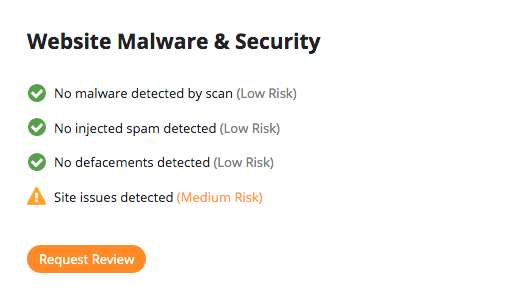 Website Malware & Security
No malware detected by scan (Low Risk)
No injected spam detected (Low Risk)
No defacements detected (Low Risk)
Site issues detected (Medium Risk)
Request Review